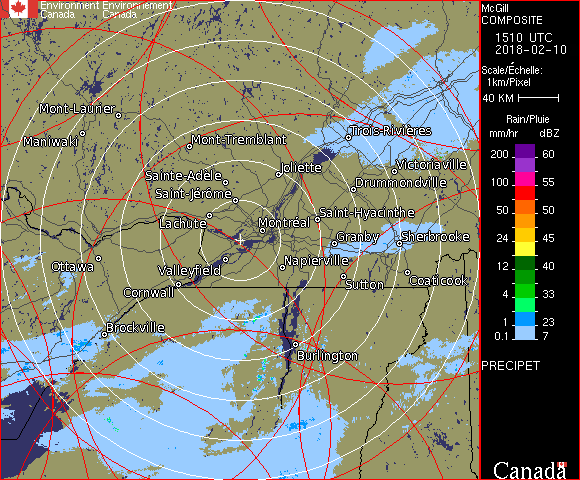 Environment Environnement
Canada Canada
McGill
COMPOSITE
1510 UTC
2018-02-10
Scale/Échelle:
1km/Pixel
40 KM
Rain/Pluie
mm/hr dBZ
200 60
100 55
50 50
24 45
12 40
4 33
1 23
0.1 7
PRECIPET
Canada
Mont-Laurier
Maniwaki
Mont-Tremblant
Trois-Rivières
Sainte-Adèle
Joliette
Victoriaville
Saint-Jérôme
Drummondville
Lachute
Montréal
Saint-Hyacinthe
Granby
Sherbrooke
Ottawa
Valleyfield
Napierville
Cornwall
Sutton
Coaticook
Brockville
Burlington